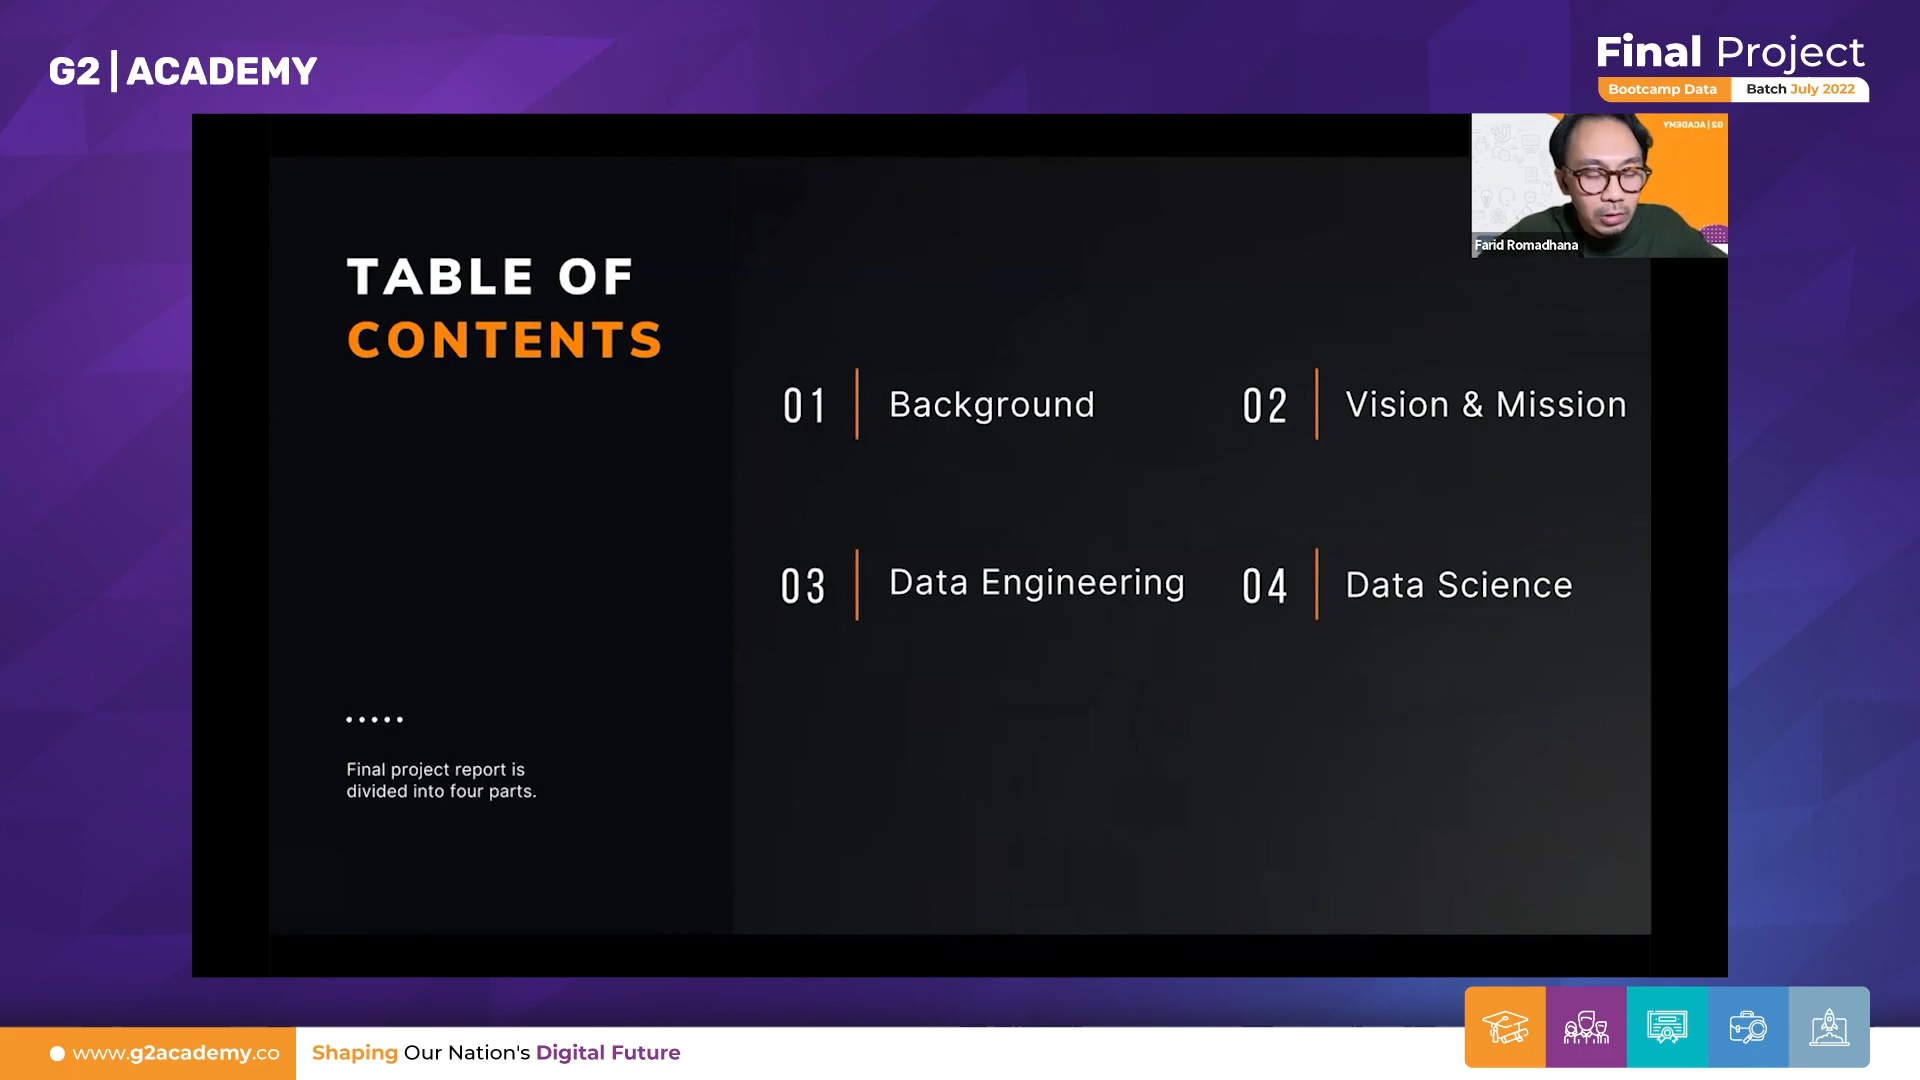 G2 | ACADEMY
Final Project
Bootcamp Data
Batch July 2022
G2 | ACADEMY
Farid Romadhana
TABLE OF
CONTENTS
01 Background
02 Vision & Mission
03 Data Engineering
04 Data Science
.....
Final project report is
divided into four parts.
www.g2academy.co
Shaping Our Nation's Digital Future